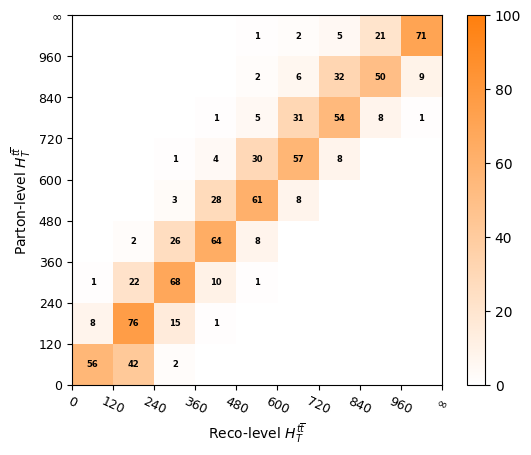 ∞
1 2 5 21 71
960
2 6 32 50 9
840
1 5 31 54 8 1
720
1 4 30 57 8
600
3 28 61 8
480
2 26 64 8
360
1 22 68 10 1
240
8 76 15 1
120
56 42 2
0
0 120 240 360 480 600 720 840 960 ∞
Reco-level $H_T^{t\bar{t}}$
Parton-level $H_T^{t\bar{t}}$
100
80
60
40
20
0